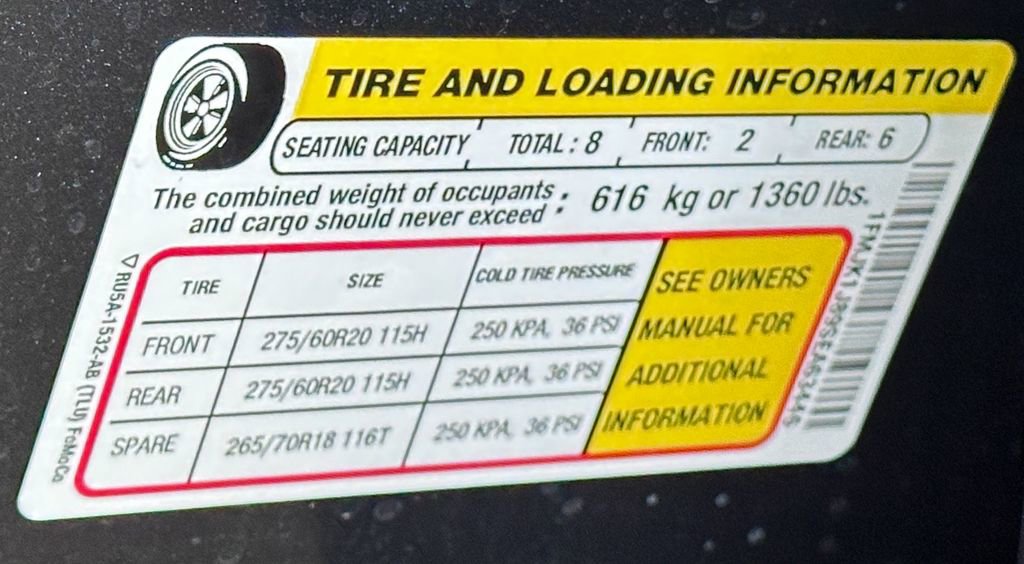 TIRE AND LOADING INFORMATION
SEATING CAPACITY TOTAL : 8 FRONT: 2 REAR: 6
The combined weight of occupants
and cargo should never exceed : 616 kg or 1360 lbs.
TIRE SIZE COLD TIRE PRESSURE
FRONT 275/60R20 115H 250 KPA, 36 PSI
REAR 275/60R20 115H 250 KPA, 36 PSI
SPARE 265/70R18 116T 250 KPA, 36 PSI
SEE OWNERS
MANUAL FOR
ADDITIONAL
INFORMATION
RU5A-1532-AB (TLU) FoMoCo